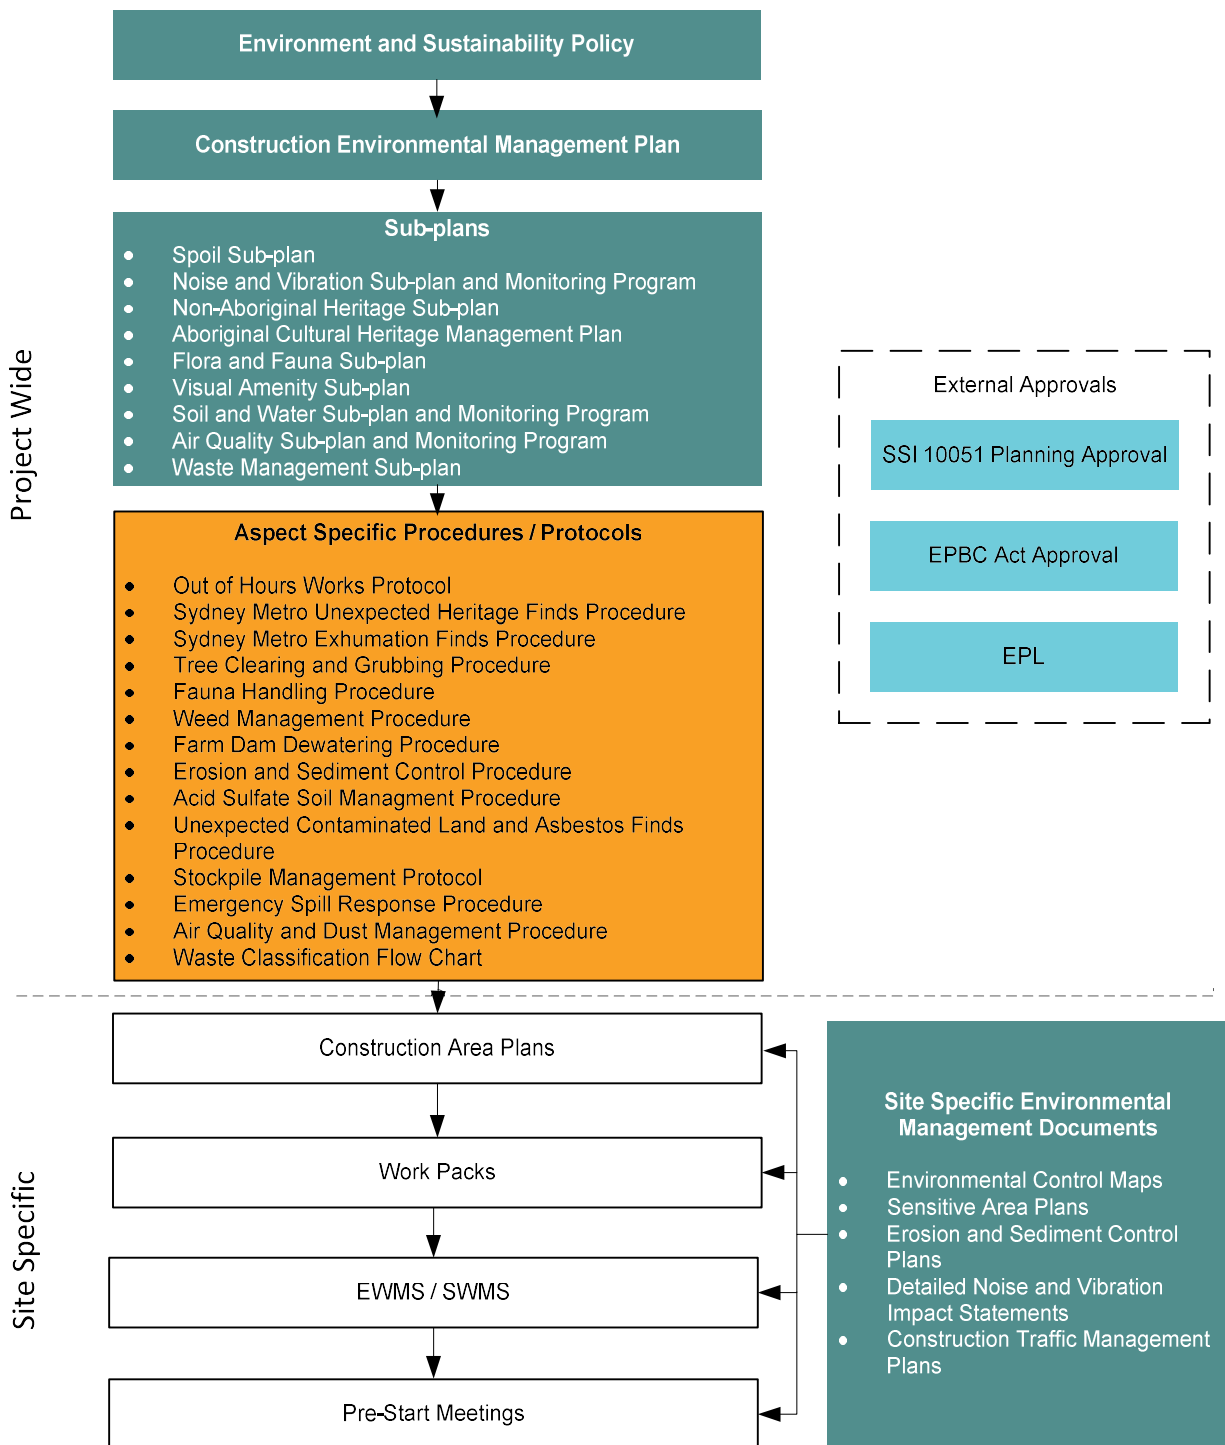 Environment and Sustainability Policy
Construction Environmental Management Plan
Sub-plans
• Spoil Sub-plan
• Noise and Vibration Sub-plan and Monitoring Program
• Non-Aboriginal Heritage Sub-plan
• Aboriginal Cultural Heritage Management Plan
• Flora and Fauna Sub-plan
• Visual Amenity Sub-plan
• Soil and Water Sub-plan and Monitoring Program
• Air Quality Sub-plan and Monitoring Program
• Waste Management Sub-plan
Project Wide
External Approvals
SSI 10051 Planning Approval
EPBC Act Approval
EPL
Aspect Specific Procedures / Protocols
• Out of Hours Works Protocol
• Sydney Metro Unexpected Heritage Finds Procedure
• Sydney Metro Exhumation Finds Procedure
• Tree Clearing and Grubbing Procedure
• Fauna Handling Procedure
• Weed Management Procedure
• Farm Dam Dewatering Procedure
• Erosion and Sediment Control Procedure
• Acid Sulfate Soil Managment Procedure
• Unexpected Contaminated Land and Asbestos Finds
Procedure
• Stockpile Management Protocol
• Emergency Spill Response Procedure
• Air Quality and Dust Management Procedure
• Waste Classification Flow Chart
Site Specific
Construction Area Plans
Work Packs
EWMS / SWMS
Pre-Start Meetings
Site Specific Environmental
Management Documents
• Environmental Control Maps
• Sensitive Area Plans
• Erosion and Sediment Control
Plans
• Detailed Noise and Vibration
Impact Statements
• Construction Traffic Management
Plans